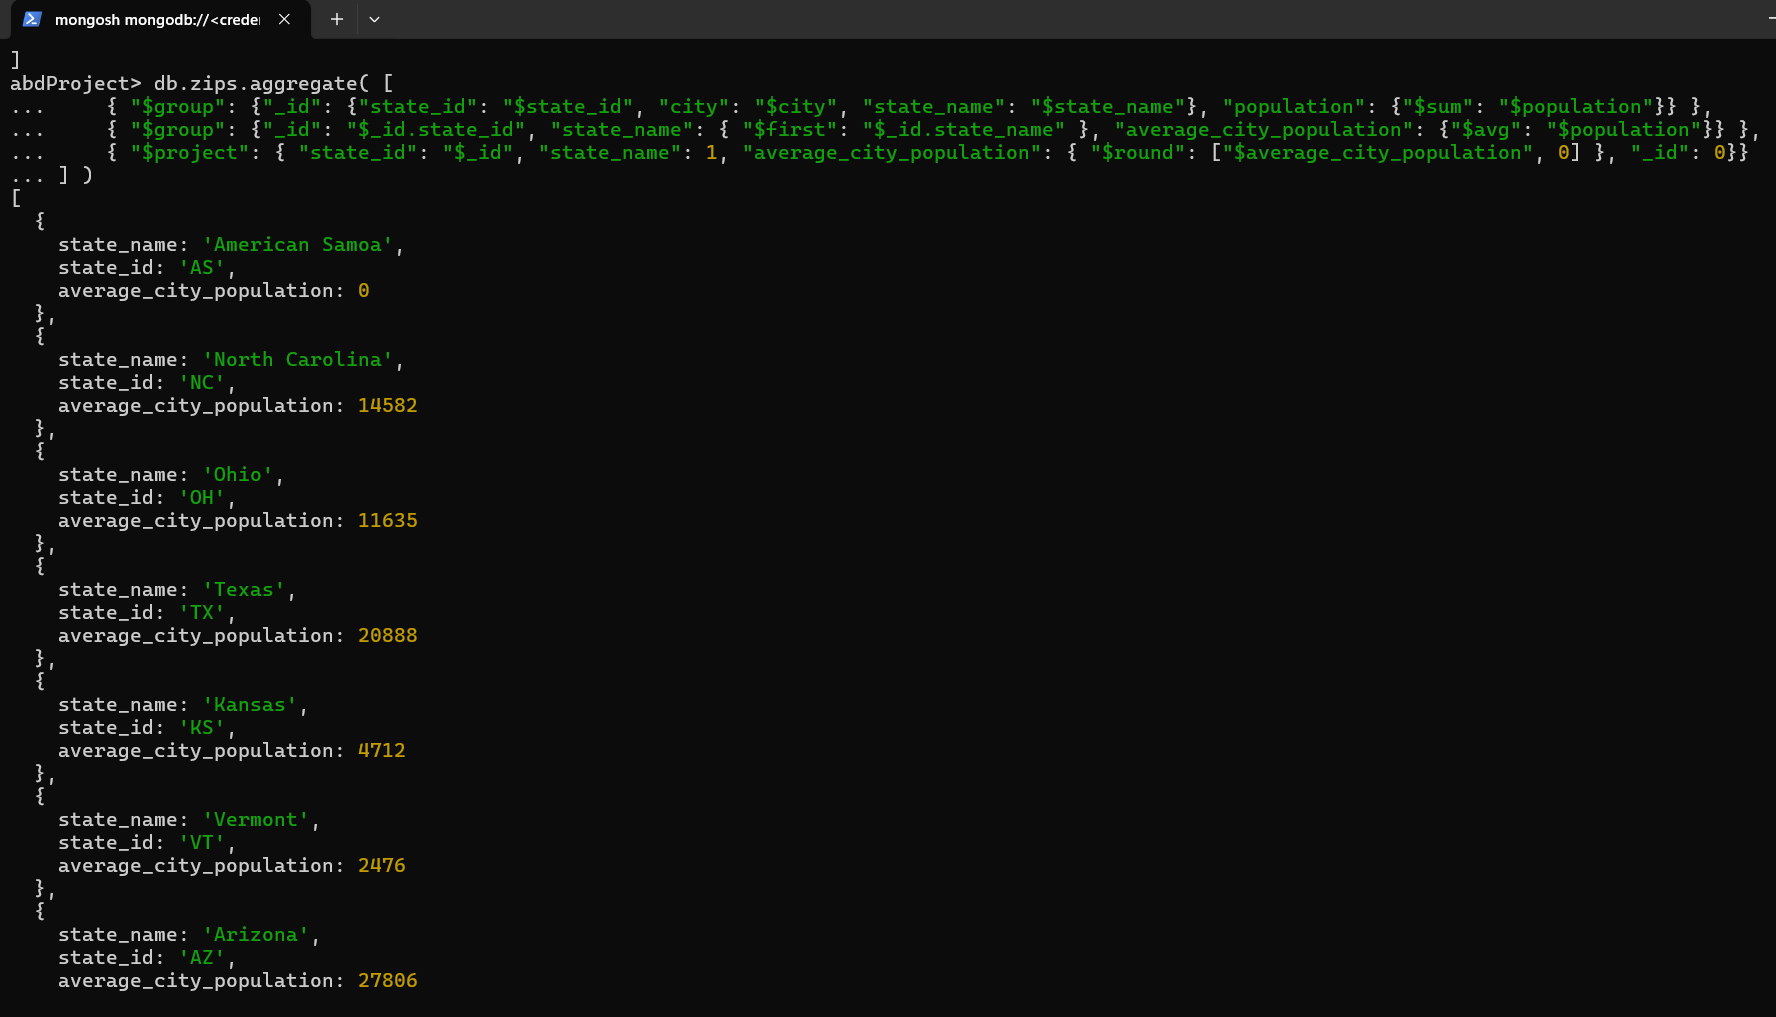 mongosh mongodb://<crede
]
abdProject> db.zips.aggregate( [
...     { "$group": {"_id": {"state_id": "$state_id", "city": "$city", "state_name": "$state_name"}, "population": {"$sum": "$population"}} },
...     { "$group": {"_id": "$_id.state_id", "state_name": { "$first": "$_id.state_name" }, "average_city_population": {"$avg": "$population"}} },
...     { "$project": { "state_id": "$_id", "state_name": 1, "average_city_population": { "$round": ["$average_city_population", 0] }, "_id": 0}}
... ] )
[
  {
    state_name: 'American Samoa',
    state_id: 'AS',
    average_city_population: 0
  },
  {
    state_name: 'North Carolina',
    state_id: 'NC',
    average_city_population: 14582
  },
  {
    state_name: 'Ohio',
    state_id: 'OH',
    average_city_population: 11635
  },
  {
    state_name: 'Texas',
    state_id: 'TX',
    average_city_population: 20888
  },
  {
    state_name: 'Kansas',
    state_id: 'KS',
    average_city_population: 4712
  },
  {
    state_name: 'Vermont',
    state_id: 'VT',
    average_city_population: 2476
  },
  {
    state_name: 'Arizona',
    state_id: 'AZ',
    average_city_population: 27806